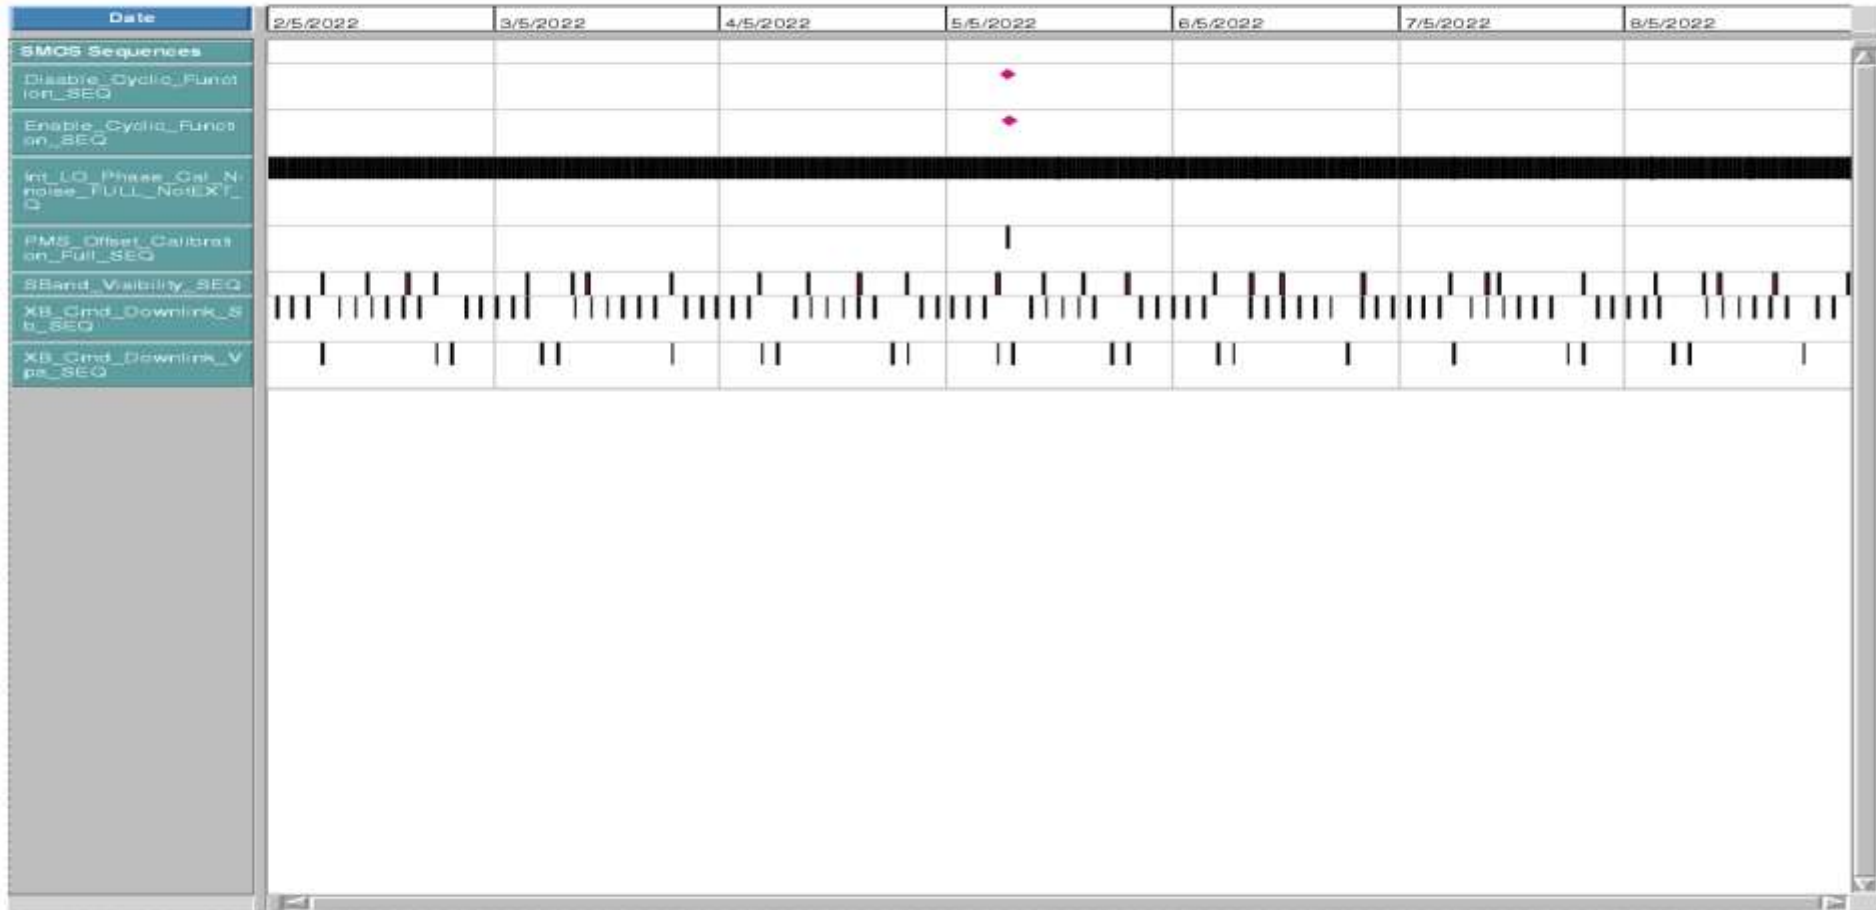 Date
2/5/2022
3/5/2022
4/5/2022
5/5/2022
6/5/2022
7/5/2022
8/5/2022
SMOS Sequences
Disable_Cyclic_Funct
ion_SEQ
Enable_Cyclic_Functi
on_SEQ
Int_LO_Phase_Cal_N-
noise_FULL_NotEXT_
Q
PMS_Offset_Calibrati
on_Full_SEQ
SBand_Visibility_SEQ
XB_Cmd_Downlink_S
b_SEQ
XB_Cmd_Downlink_V
pa_SEQ